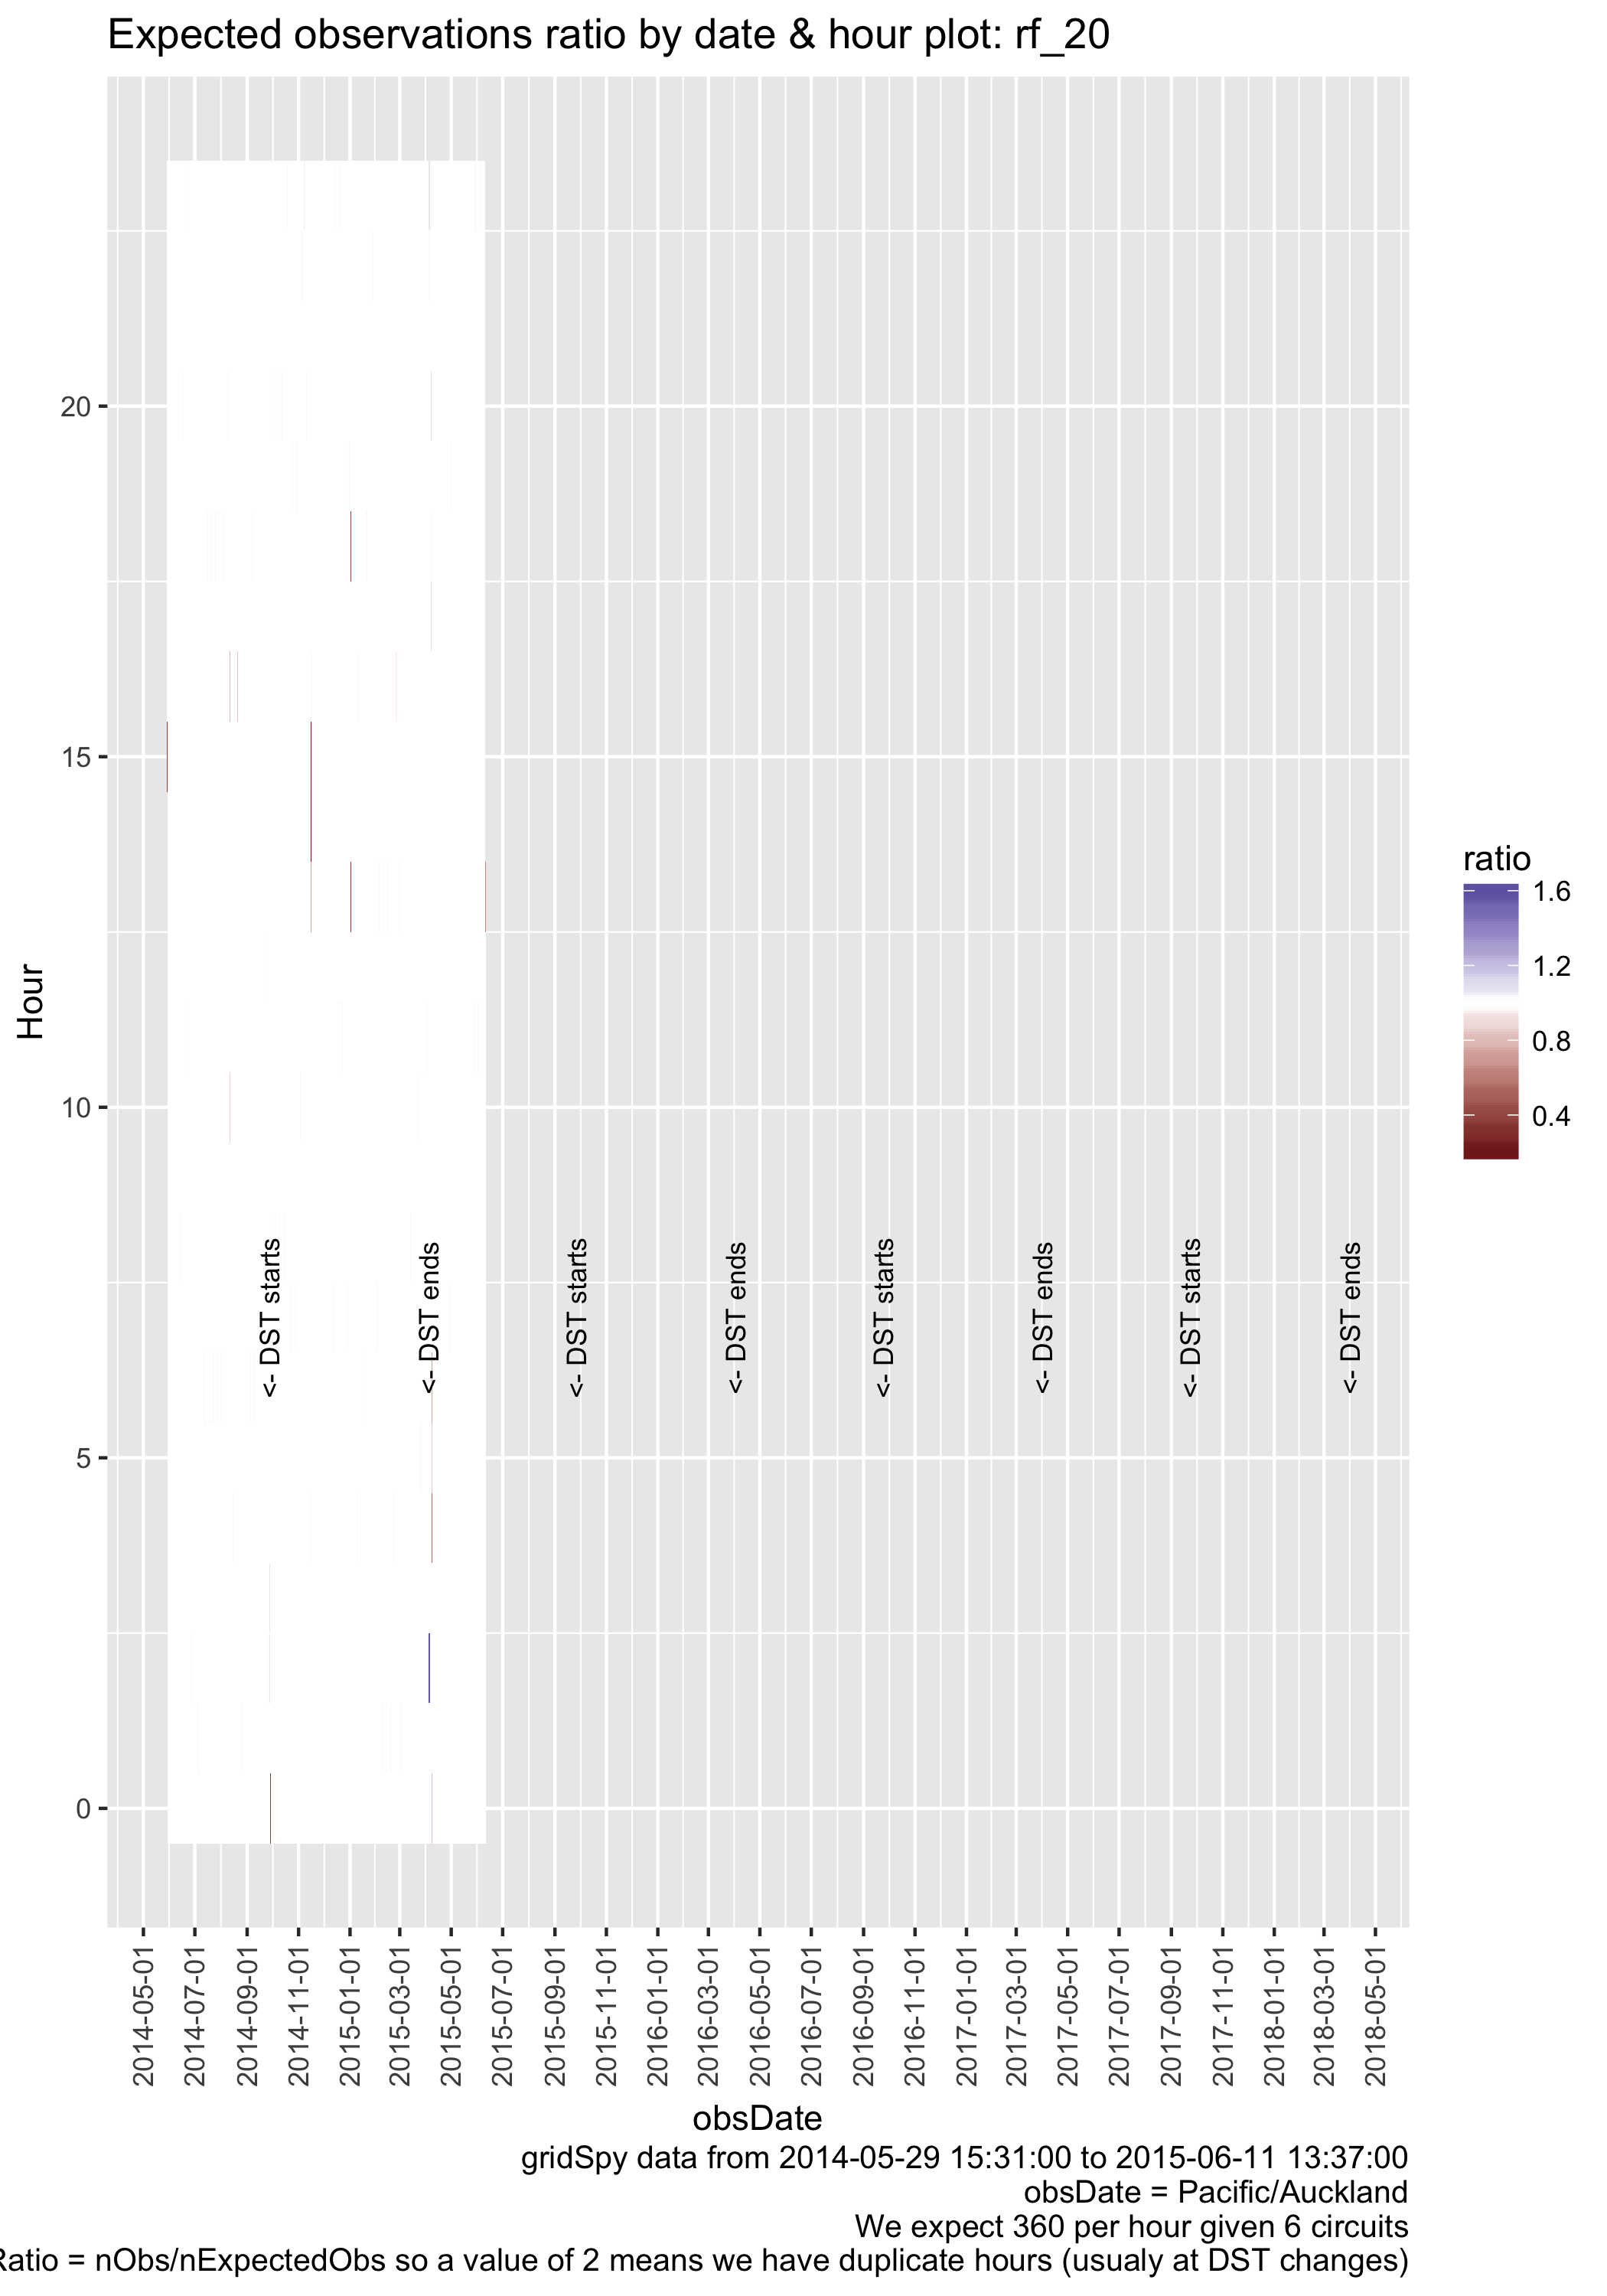 Expected observations ratio by date & hour plot: rf_20
Hour
20
15
10
5
0
<- DST starts
<- DST ends
<- DST starts
<- DST ends
<- DST starts
<- DST ends
<- DST starts
<- DST ends
ratio
1.6
1.2
0.8
0.4
2014-05-01
2014-07-01
2014-09-01
2014-11-01
2015-01-01
2015-03-01
2015-05-01
2015-07-01
2015-09-01
2015-11-01
2016-01-01
2016-03-01
2016-05-01
2016-07-01
2016-09-01
2016-11-01
2017-01-01
2017-03-01
2017-05-01
2017-07-01
2017-09-01
2017-11-01
2018-01-01
2018-03-01
2018-05-01
obsDate
gridSpy data from 2014-05-29 15:31:00 to 2015-06-11 13:37:00
obsDate = Pacific/Auckland
We expect 360 per hour given 6 circuits
Ratio = nObs/nExpectedObs so a value of 2 means we have duplicate hours (usualy at DST changes)